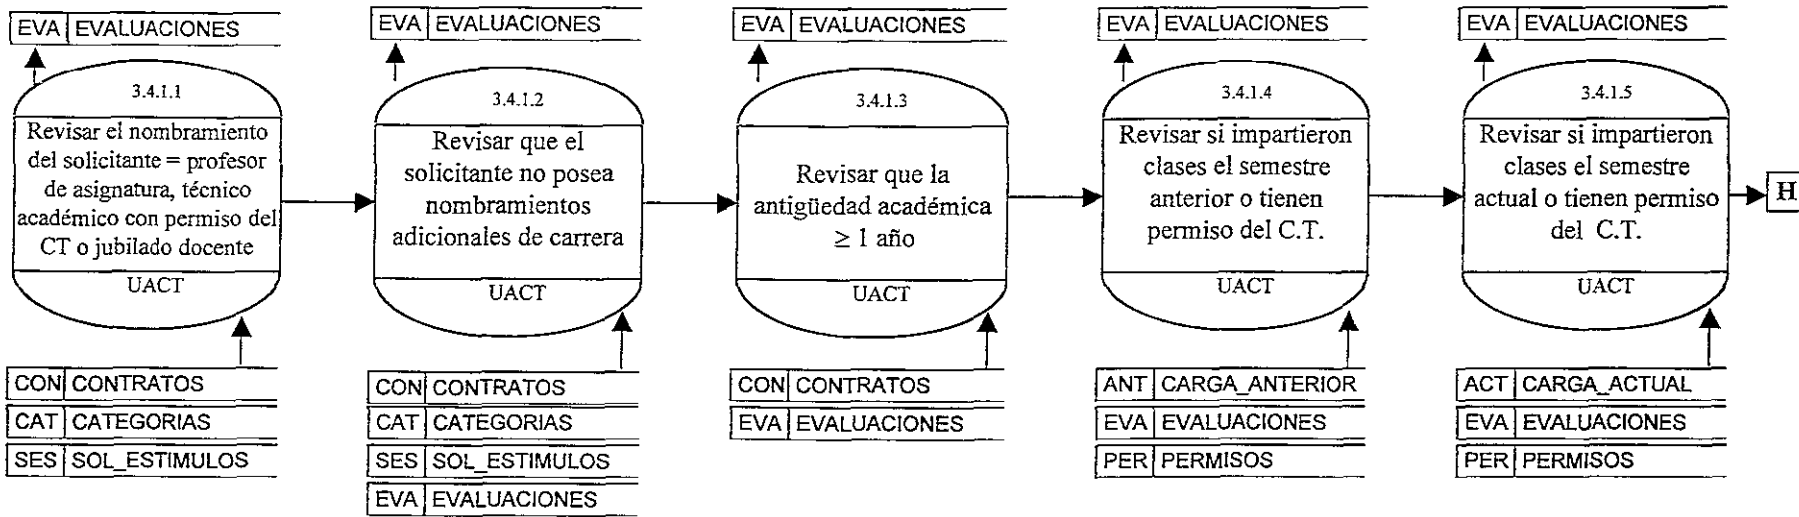 EVA EVALUACIONES
3.4.1.1
Revisar el nombramiento
del solicitante = profesor
de asignatura, técnico
académico con permiso del
CT o jubilado docente
UACT
CON CONTRATOS
CAT CATEGORIAS
SES SOL_ESTIMULOS
EVA EVALUACIONES
3.4.1.2
Revisar que el
solicitante no posea
nombramientos
adicionales de carrera
UACT
CON CONTRATOS
CAT CATEGORIAS
SES SOL_ESTIMULOS
EVA EVALUACIONES
EVA EVALUACIONES
3.4.1.3
Revisar que la
antigüedad académica
≥ 1 año
UACT
CON CONTRATOS
EVA EVALUACIONES
EVA EVALUACIONES
3.4.1.4
Revisar si impartieron
clases el semestre
anterior o tienen
permiso del C.T.
UACT
ANT CARGA_ANTERIOR
EVA EVALUACIONES
PER PERMISOS
EVA EVALUACIONES
3.4.1.5
Revisar si impartieron
clases el semestre
actual o tienen permiso
del C.T.
UACT
ACT CARGA_ACTUAL
EVA EVALUACIONES
PER PERMISOS
H